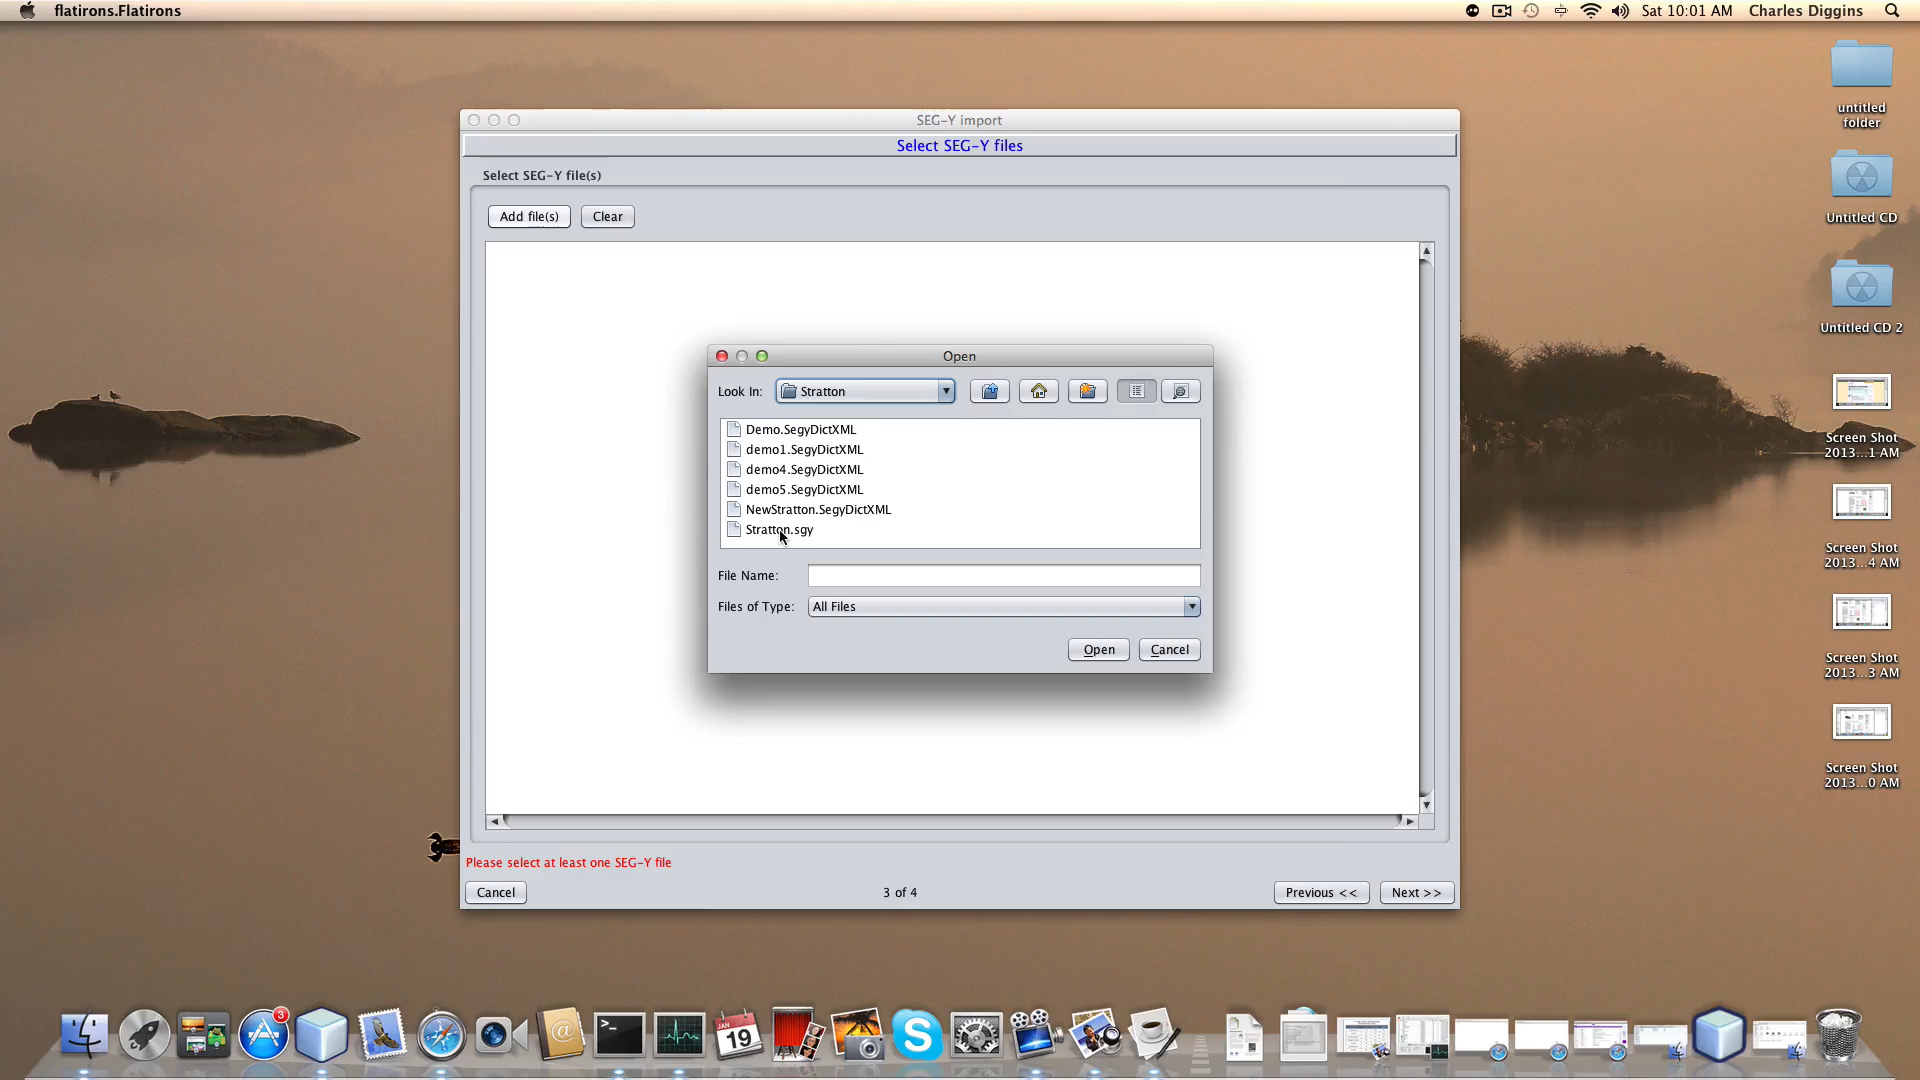 flatirons.Flatirons
Sat 10:01 AM Charles Diggins
SEG-Y import
Select SEG-Y files
Select SEG-Y file(s)
Add file(s) Clear
Open
Look In: Stratton
Demo.SegyDictXML
demo1.SegyDictXML
demo4.SegyDictXML
demo5.SegyDictXML
NewStratton.SegyDictXML
Stratton.sgy
File Name:
Files of Type: All Files
Open Cancel
Please select at least one SEG-Y file
Cancel 3 of 4 Previous << Next >>
untitled
folder
Untitled CD
Untitled CD 2
Screen Shot
2013...1 AM
Screen Shot
2013...4 AM
Screen Shot
2013...3 AM
Screen Shot
2013...0 AM
3
@
>_
JAN
19
S